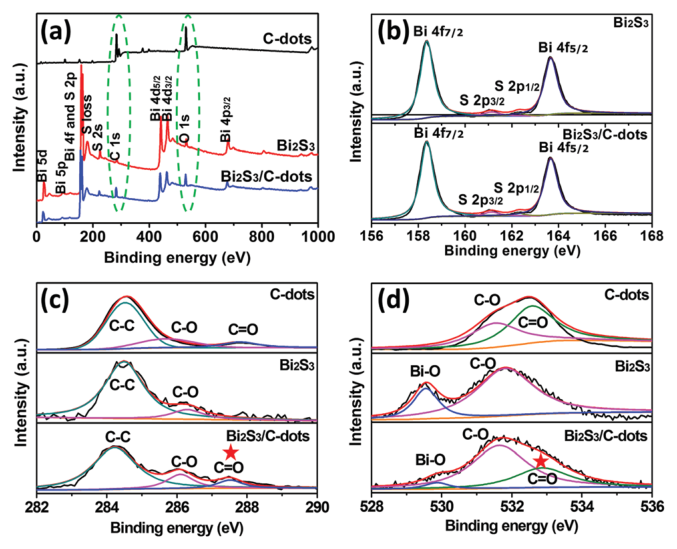 (a)
C-dots
Bi 5d
Bi 5p
Bi 4f and S 2p
S loss
S 2s
C 1s
Bi 4d5/2
Bi 4d3/2
O 1s
Bi 4p3/2
Bi2S3
Bi2S3/C-dots
Intensity (a.u.)
0 200 400 600 800 1000
Binding energy (eV)
(b)
Bi2S3
Bi 4f7/2
Bi 4f5/2
S 2p3/2
S 2p1/2
Bi2S3/C-dots
Bi 4f7/2
Bi 4f5/2
S 2p3/2
S 2p1/2
Intensity (a.u.)
156 158 160 162 164 166 168
Binding energy (eV)
(c)
C-dots
C-C
C-O
C=O
Bi2S3
C-C
C-O
Bi2S3/C-dots
C-C
C-O
C=O
Intensity (a.u.)
282 284 286 288 290
Binding energy (eV)
(d)
C-dots
C-O
C=O
Bi2S3
Bi-O
C-O
Bi2S3/C-dots
C-O
Bi-O
C=O
Intensity (a.u.)
528 530 532 534 536
Binding energy (eV)